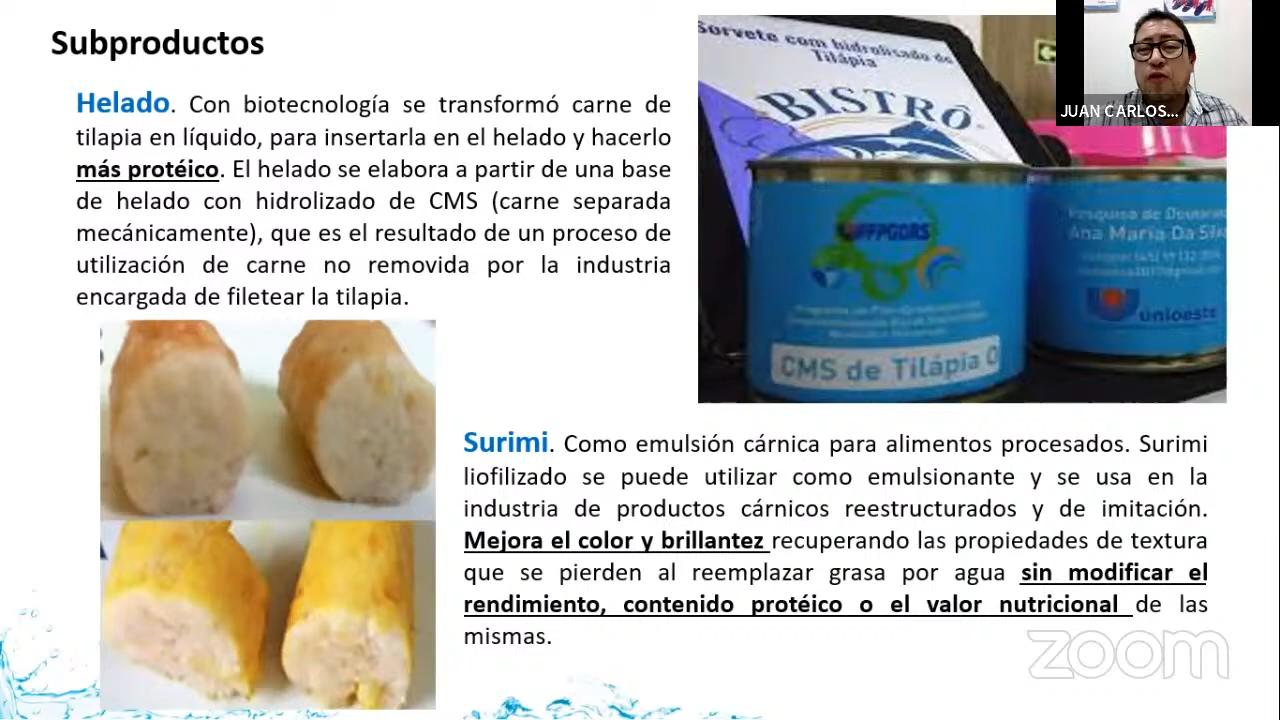 Subproductos
Helado. Con biotecnología se transformó carne de
tilapia en líquido, para insertarla en el helado y hacerlo
más protéico. El helado se elabora a partir de una base
de helado con hidrolizado de CMS (carne separada
mecánicamente), que es el resultado de un proceso de
utilización de carne no removida por la industria
encargada de filetear la tilapia.
Sorvete com hidrolisado de
Tilápia
BISTRÔ
CMS de Tilápia
Pesquisa de
Ana Maria Da
unioeste
JUAN CARLOS...
Surimi. Como emulsión cárnica para alimentos procesados. Surimi
liofilizado se puede utilizar como emulsionante y se usa en la
industria de productos cárnicos reestructurados y de imitación.
Mejora el color y brillantez recuperando las propiedades de textura
que se pierden al reemplazar grasa por agua sin modificar el
rendimiento, contenido protéico o el valor nutricional de las
mismas.
zoom